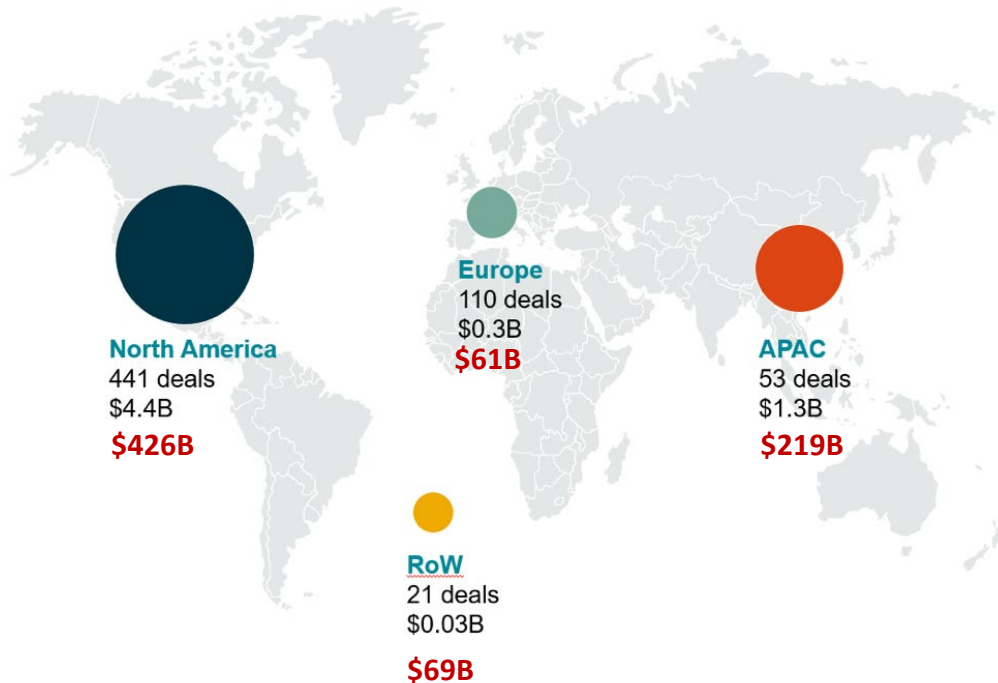 Europe
110 deals
$0.3B
$61B
North America
441 deals
$4.4B
$426B
APAC
53 deals
$1.3B
$219B
RoW
21 deals
$0.03B
$69B